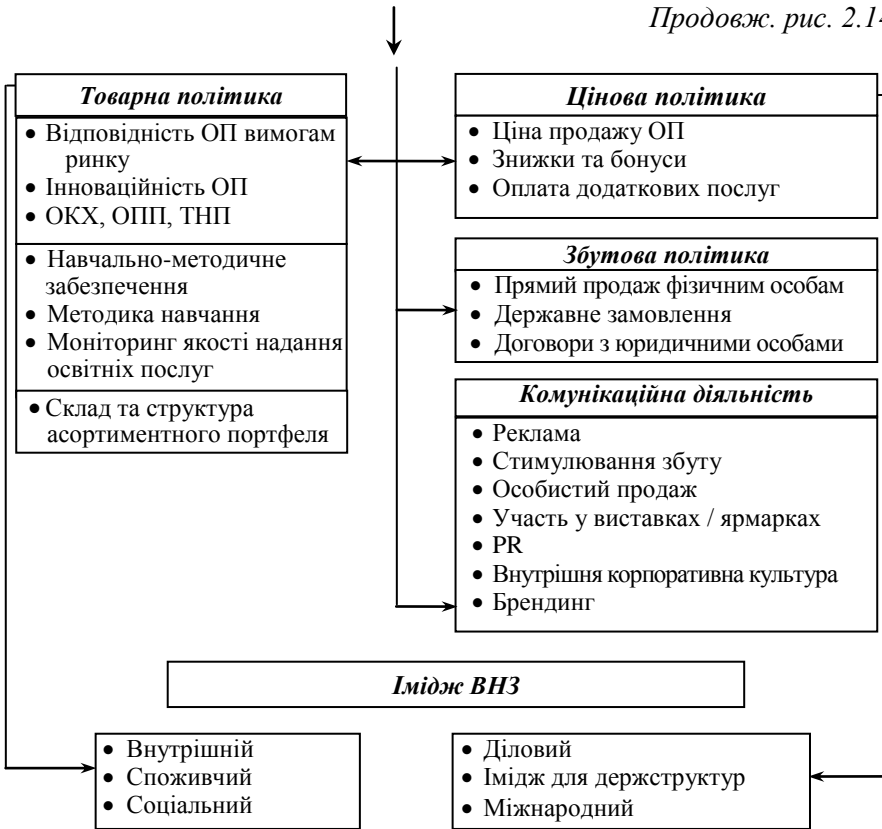 Продовж. рис. 2.14
Товарна політика
• Відповідність ОП вимогам
ринку
• Інноваційність ОП
• ОКХ, ОПП, ТНП
• Навчально-методичне
забезпечення
• Методика навчання
• Моніторинг якості надання
освітніх послуг
• Склад та структура
асортиментного портфеля
Цінова політика
• Ціна продажу ОП
• Знижки та бонуси
• Оплата додаткових послуг
Збутова політика
• Прямий продаж фізичним особам
• Державне замовлення
• Договори з юридичними особами
Комунікаційна діяльність
• Реклама
• Стимулювання збуту
• Особистий продаж
• Участь у виставках / ярмарках
• PR
• Внутрішня корпоративна культура
• Брендинг
Імідж ВНЗ
• Внутрішній
• Споживчий
• Соціальний
• Діловий
• Імідж для держструктур
• Міжнародний